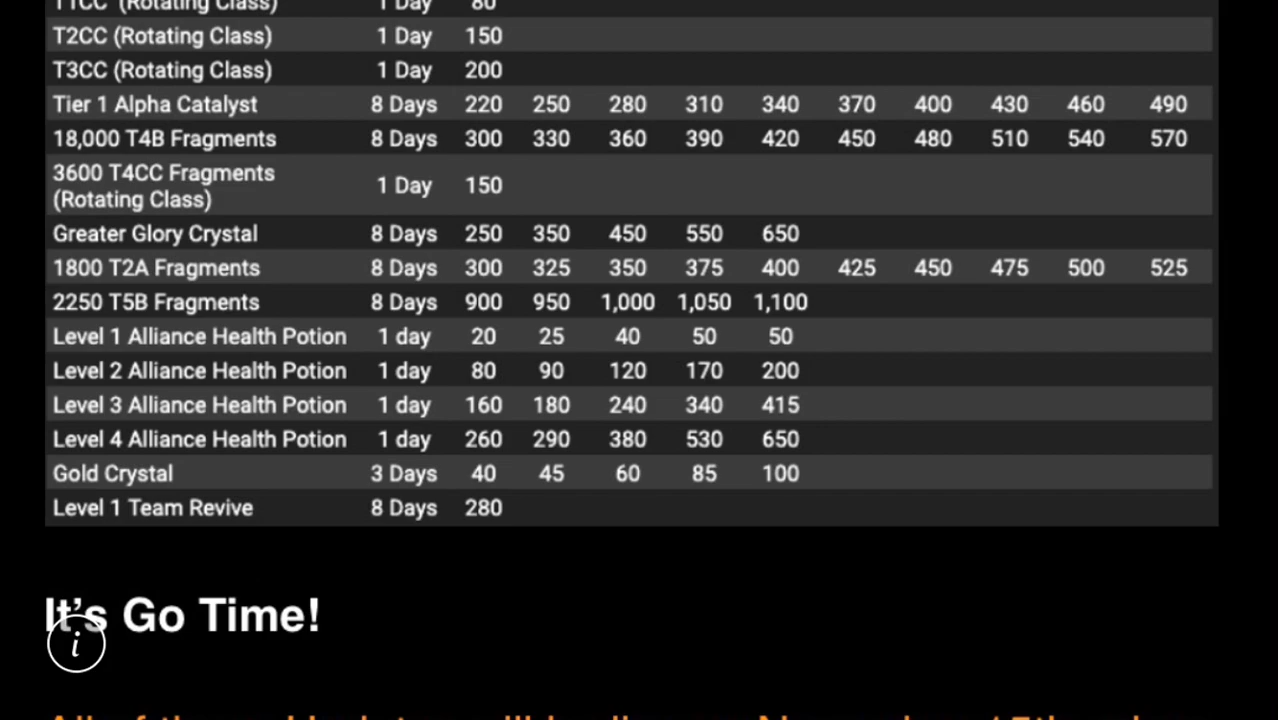 T1CC (Rotating Class) 1 Day 80
T2CC (Rotating Class) 1 Day 150
T3CC (Rotating Class) 1 Day 200
Tier 1 Alpha Catalyst 8 Days 220 250 280 310 340 370 400 430 460 490
18,000 T4B Fragments 8 Days 300 330 360 390 420 450 480 510 540 570
3600 T4CC Fragments
(Rotating Class) 1 Day 150
Greater Glory Crystal 8 Days 250 350 450 550 650
1800 T2A Fragments 8 Days 300 325 350 375 400 425 450 475 500 525
2250 T5B Fragments 8 Days 900 950 1,000 1,050 1,100
Level 1 Alliance Health Potion 1 day 20 25 40 50 50
Level 2 Alliance Health Potion 1 day 80 90 120 170 200
Level 3 Alliance Health Potion 1 day 160 180 240 340 415
Level 4 Alliance Health Potion 1 day 260 290 380 530 650
Gold Crystal 3 Days 40 45 60 85 100
Level 1 Team Revive 8 Days 280
It's Go Time!
i